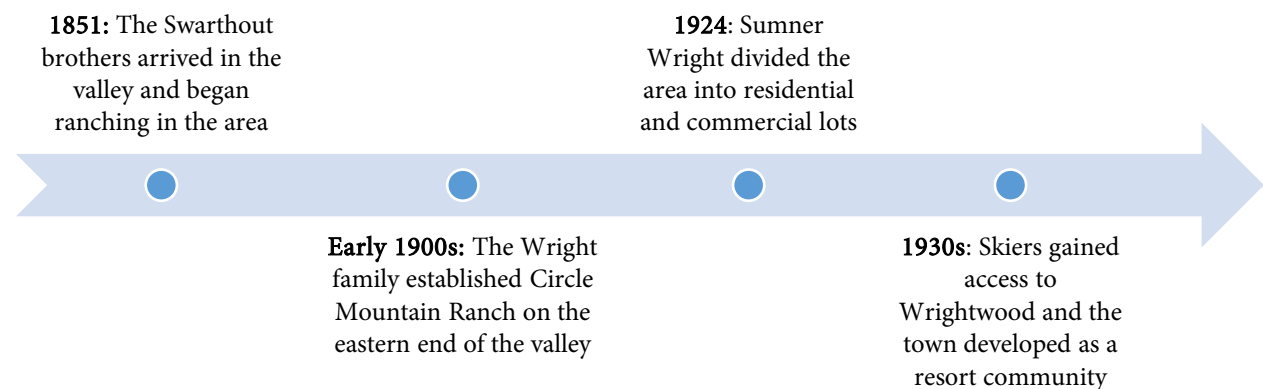 1851: The Swarthout
brothers arrived in the
valley and began
ranching in the area
Early 1900s: The Wright
family established Circle
Mountain Ranch on the
eastern end of the valley
1924: Sumner
Wright divided the
area into residential
and commercial lots
1930s: Skiers gained
access to
Wrightwood and the
town developed as a
resort community